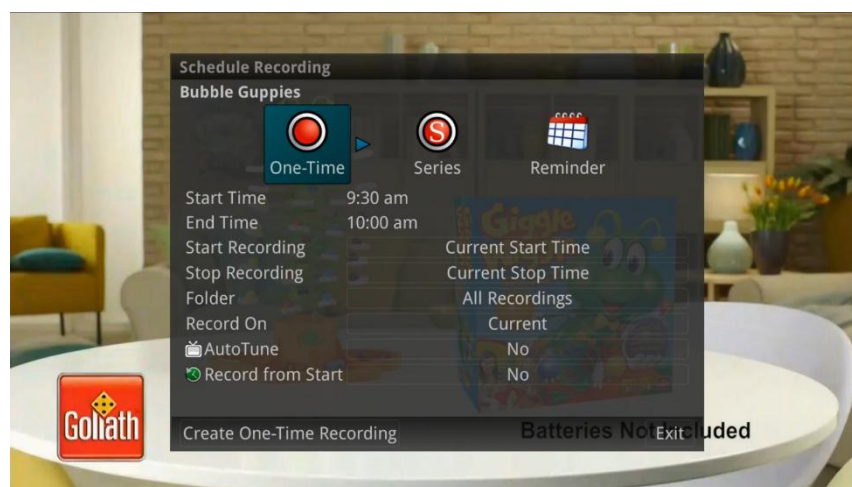 Schedule Recording
Bubble Guppies
One-Time
S
Series
Reminder
Start Time 9:30 am
End Time 10:00 am
Start Recording Current Start Time
Stop Recording Current Stop Time
Folder All Recordings
Record On Current
AutoTune No
Record from Start No
Giggle
Goliath
Create One-Time Recording Exit
Batteries Not Included